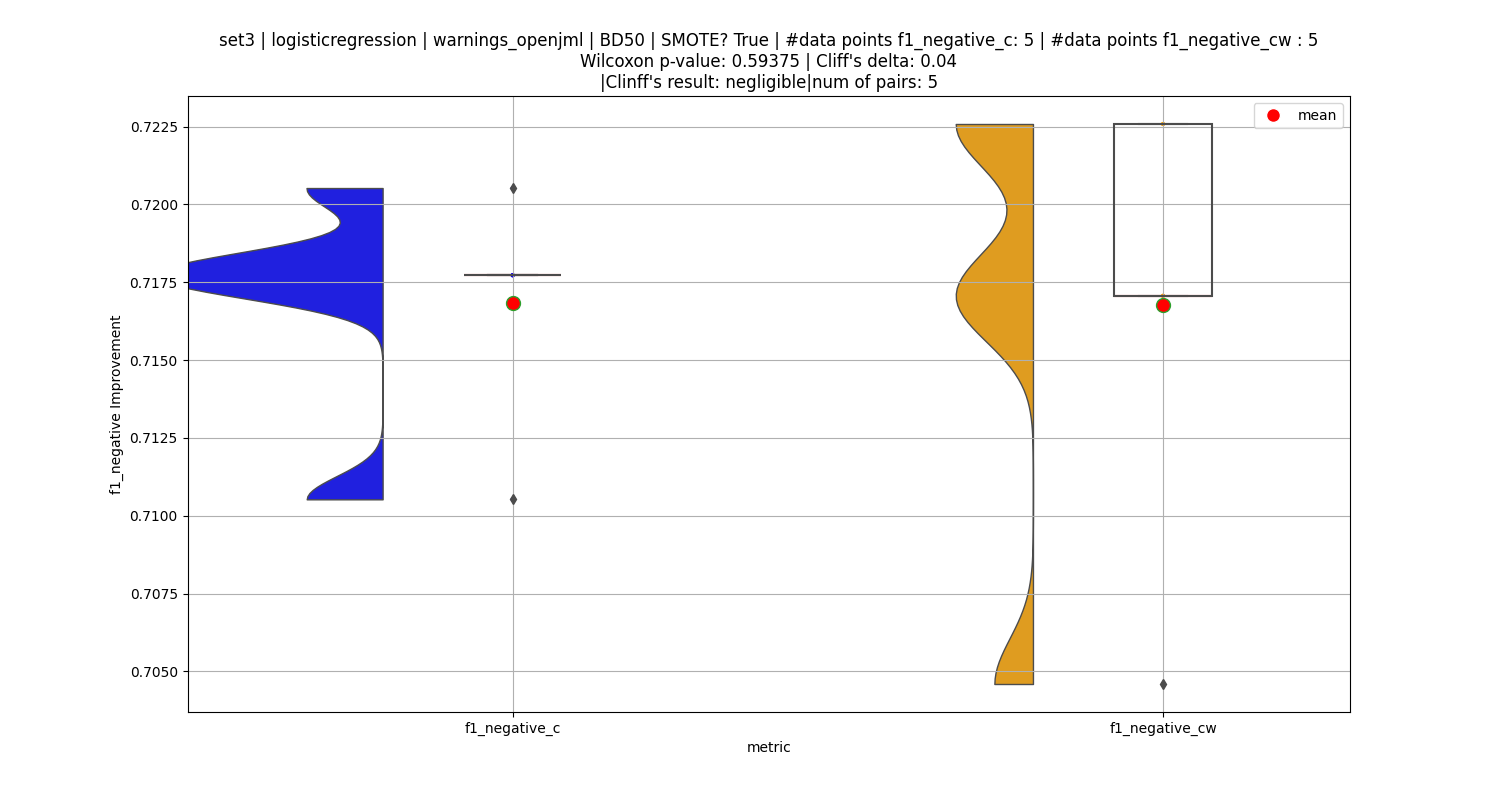 set3 | logisticregression | warnings_openjml | BD50 | SMOTE? True | #data points f1_negative_c: 5 | #data points f1_negative_cw : 5
Wilcoxon p-value: 0.59375 | Cliff's delta: 0.04
|Clinff's result: negligible|num of pairs: 5
mean
0.7225
0.7200
0.7175
0.7150
0.7125
0.7100
0.7075
0.7050
f1_negative Improvement
f1_negative_c
f1_negative_cw
metric